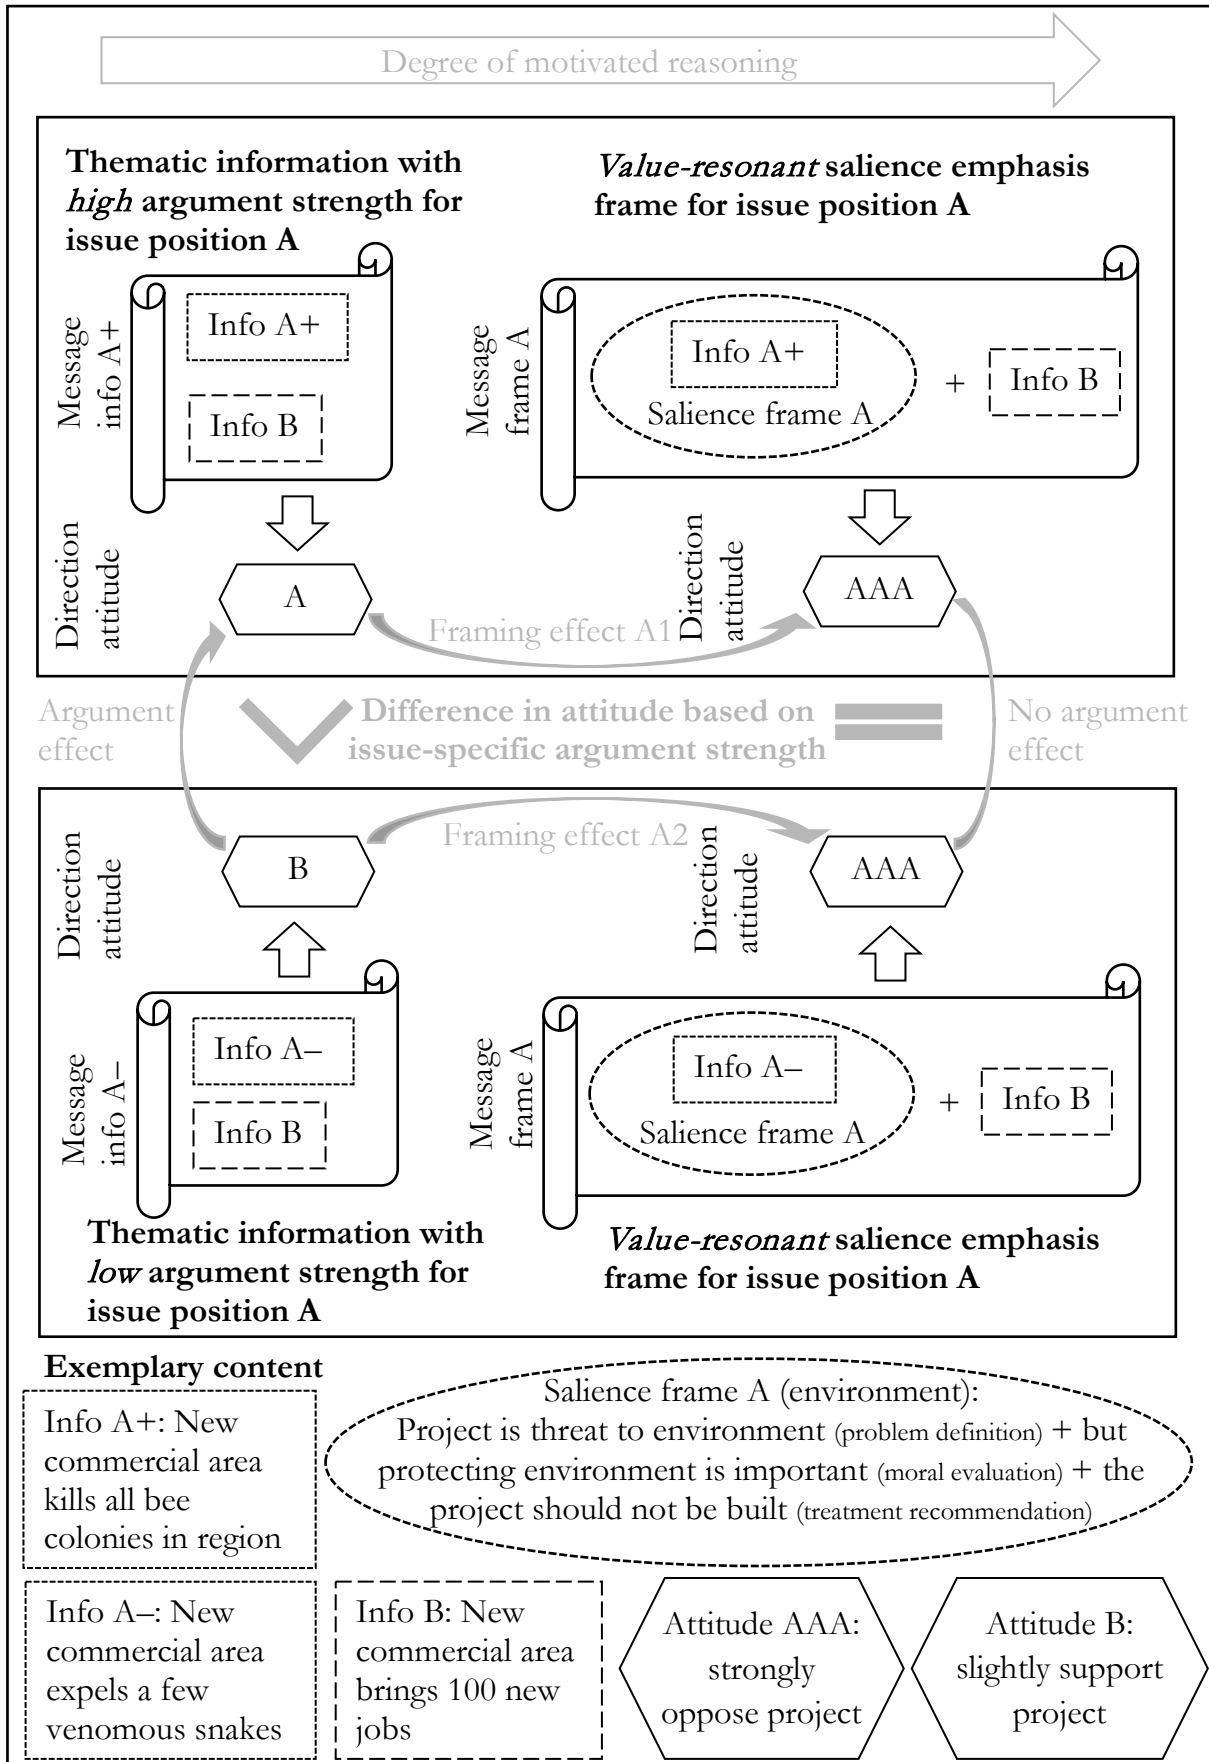 Degree of motivated reasoning
Thematic information with
high argument strength for
issue position A
Value-resonant salience emphasis
frame for issue position A
Message
info A+
Info A+
Info B
Message
frame A
Info A+
Salience frame A
+
Info B
Direction
attitude
A
Direction
attitude
AAA
Framing effect A1
Argument
effect
Difference in attitude based on
issue-specific argument strength
No argument
effect
Direction
attitude
B
Framing effect A2
Direction
attitude
AAA
Message
info A–
Info A–
Info B
Message
frame A
Info A–
Salience frame A
+
Info B
Thematic information with
low argument strength for
issue position A
Value-resonant salience emphasis
frame for issue position A
Exemplary content
Info A+: New
commercial area
kills all bee
colonies in region
Salience frame A (environment):
Project is threat to environment (problem definition) + but
protecting environment is important (moral evaluation) + the
project should not be built (treatment recommendation)
Info A–: New
commercial area
expels a few
venomous snakes
Info B: New
commercial area
brings 100 new
jobs
Attitude AAA:
strongly
oppose project
Attitude B:
slightly support
project